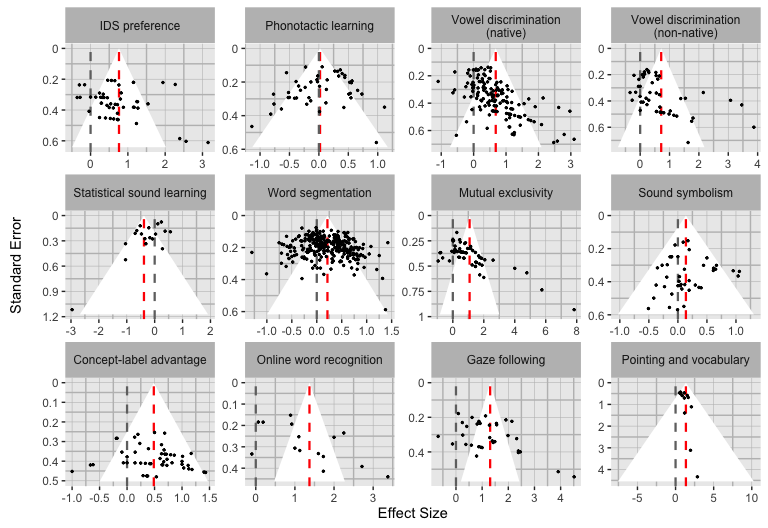 IDS preference
Phonotactic learning
Vowel discrimination
(native)
Vowel discrimination
(non-native)
0
0.2
0.4
0.6
0 1 2 3
0
0.2
0.4
0.6
-1.0 -0.5 0.0 0.5 1.0
0
0.2
0.4
0.6
-1 0 1 2 3
0
0.2
0.4
0.6
0 1 2 3 4
Statistical sound learning
Word segmentation
Mutual exclusivity
Sound symbolism
0
0.3
0.6
0.9
1.2
-3 -2 -1 0 1 2
0
0.2
0.4
0.6
-1.0 -0.5 0.0 0.5 1.0 1.5
0
0.25
0.5
0.75
1
0 2 4 6 8
0
0.2
0.4
0.6
-1.0 -0.5 0.0 0.5 1.0
Concept-label advantage
Online word recognition
Gaze following
Pointing and vocabulary
0
0.1
0.2
0.3
0.4
0.5
-1.0 -0.5 0.0 0.5 1.0 1.5
0
0.1
0.2
0.3
0.4
0 1 2 3
0
0.2
0.4
0 2 4
0
1
2
3
4
-5 0 5 10
Standard Error
Effect Size